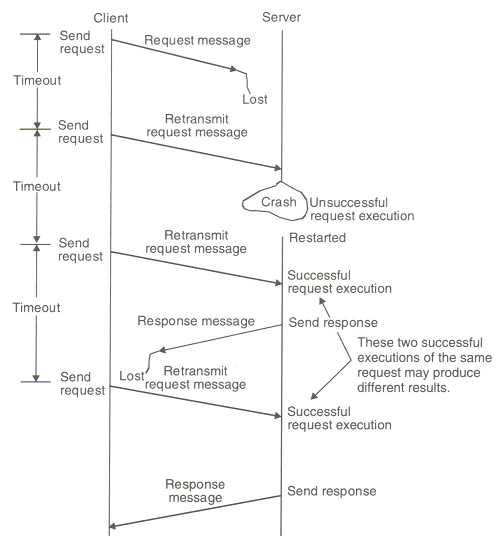 Client
Server
Send
request
Request message
Timeout
Lost
Send
request
Retransmit
request message
Timeout
Crash
Unsuccessful
request execution
Restarted
Send
request
Retransmit
request message
Successful
request execution
Timeout
Response message
Send response
These two successful
executions of the same
request may produce
different results.
Lost
Send
request
Retransmit
request message
Successful
request execution
Response
message
Send response